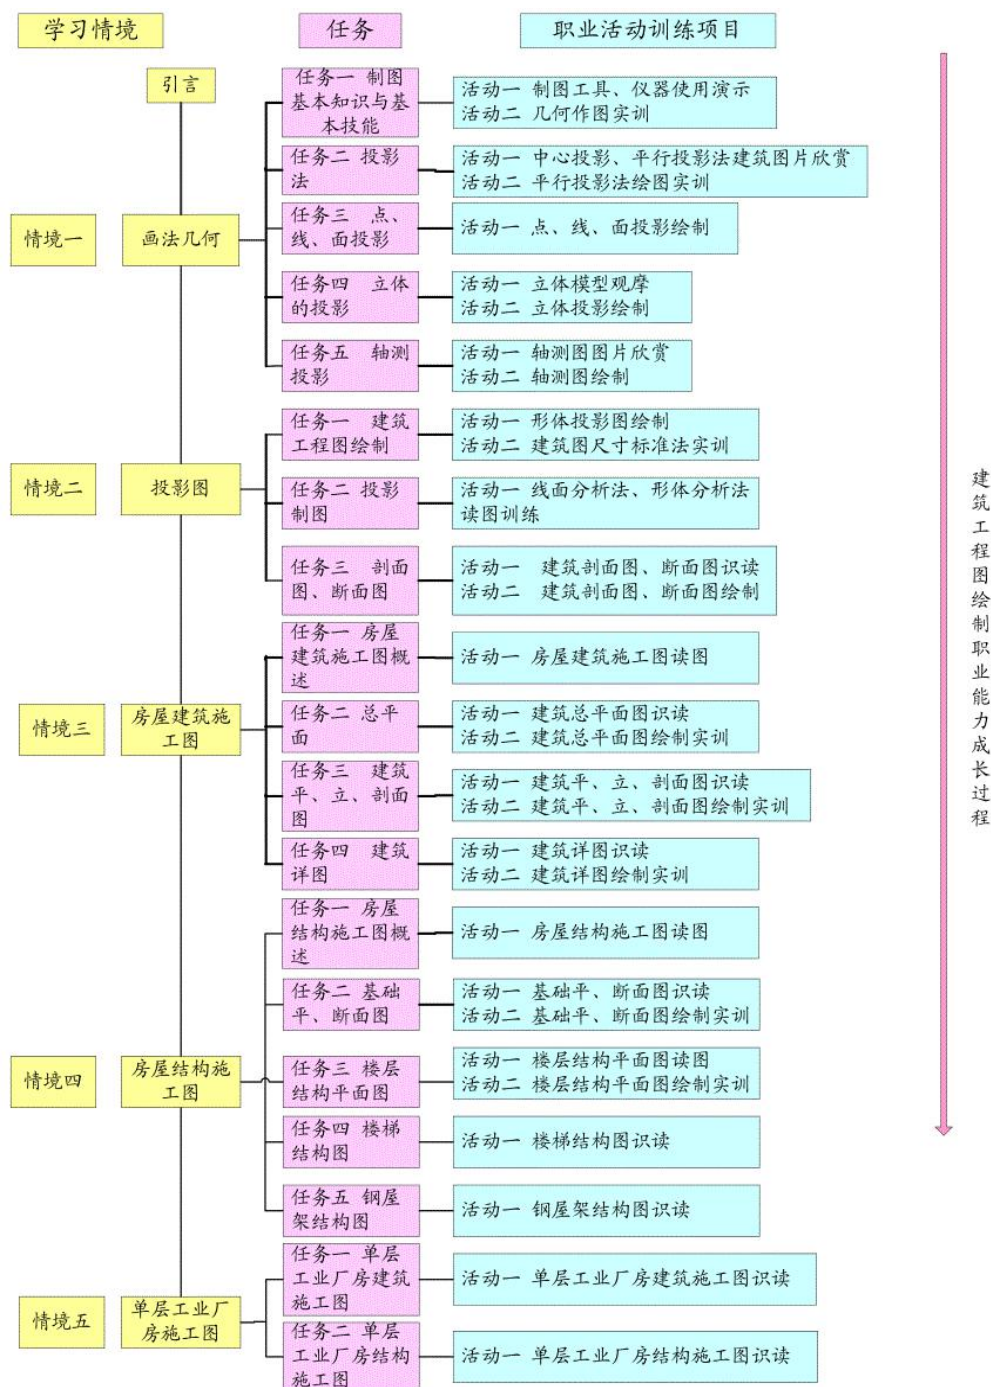 学习情境
任务
职业活动训练项目
引言
任务一 制图
基本知识与基
本技能
活动一 制图工具、仪器使用演示
活动二 几何作图实训
任务二 投影
法
活动一 中心投影、平行投影法建筑图片欣赏
活动二 平行投影法绘图实训
情境一
画法几何
任务三 点、
线、面投影
活动一 点、线、面投影绘制
任务四 立体
的投影
活动一 立体模型观摩
活动二 立体投影绘制
任务五 轴测
投影
活动一 轴测图图片欣赏
活动二 轴测图绘制
情境二
投影图
任务一 建筑
工程图绘制
活动一 形体投影图绘制
活动二 建筑图尺寸标准法实训
任务二 投影
制图
活动一 线面分析法、形体分析法
读图训练
任务三 剖面
图、断面图
活动一 建筑剖面图、断面图识读
活动二 建筑剖面图、断面图绘制
情境三
房屋建筑施
工图
任务一 房屋
建筑施工图概
述
活动一 房屋建筑施工图读图
任务二 总平
面
活动一 建筑总平面图识读
活动二 建筑总平面图绘制实训
任务三 建筑
平、立、剖面
图
活动一 建筑平、立、剖面图识读
活动二 建筑平、立、剖面图绘制实训
任务四 建筑
详图
活动一 建筑详图识读
活动二 建筑详图绘制实训
情境四
房屋结构施
工图
任务一 房屋
结构施工图概
述
活动一 房屋结构施工图读图
任务二 基础
平、断面图
活动一 基础平、断面图识读
活动二 基础平、断面图绘制实训
任务三 楼层
结构平面图
活动一 楼层结构平面图读图
活动二 楼层结构平面图绘制实训
任务四 楼梯
结构图
活动一 楼梯结构图识读
任务五 钢屋
架结构图
活动一 钢屋架结构图识读
情境五
单层工业厂
房施工图
任务一 单层
工业厂房建筑
施工图
活动一 单层工业厂房建筑施工图识读
任务二 单层
工业厂房结构
施工图
活动一 单层工业厂房结构施工图识读
建筑工程图绘制职业能力成长过程